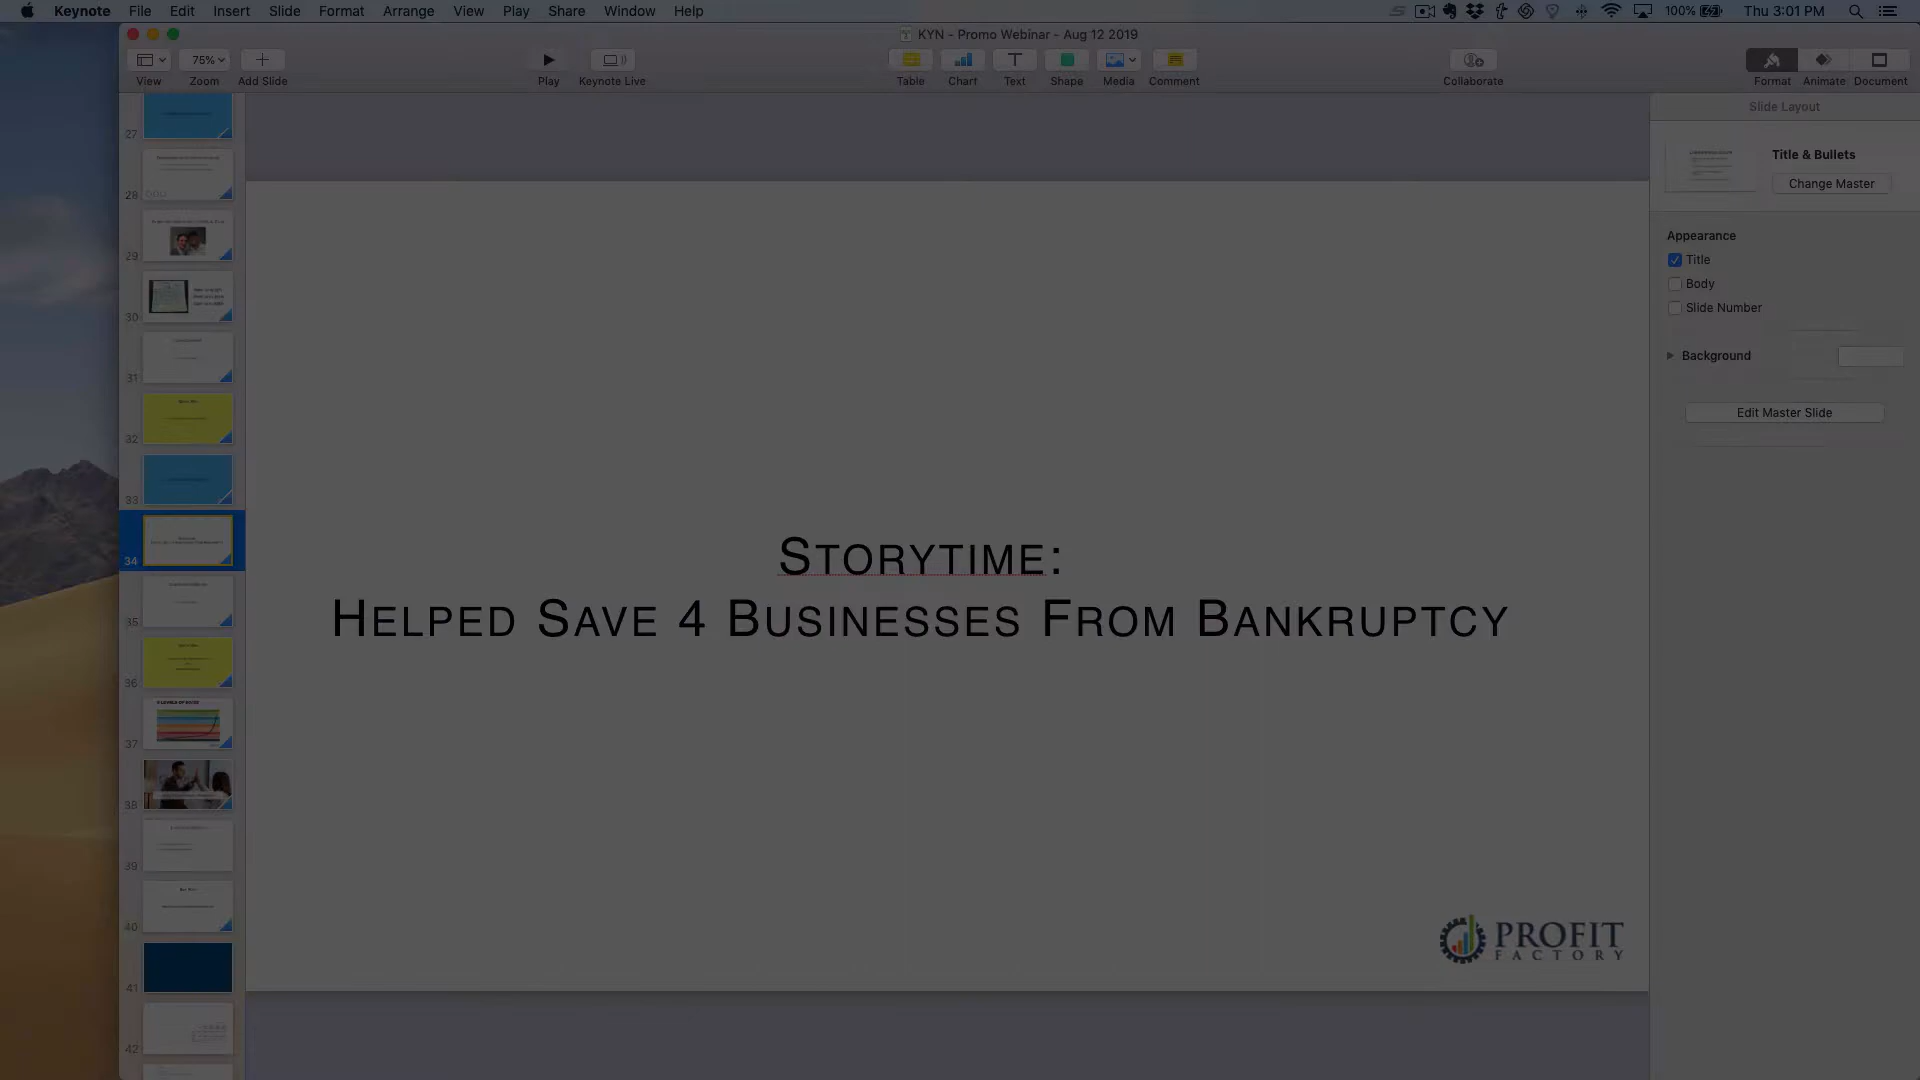 Keynote File Edit Insert Slide Format Arrange View Play Share Window Help 100% Thu 3:01 PM
KYN - Promo Webinar - Aug 12 2019
75%
View Zoom Add Slide Play Keynote Live Table Chart Text Shape Media Comment Collaborate Format Animate Document
Slide Layout
Title & Bullets
Change Master
Appearance
Title
Body
Slide Number
Background
Edit Master Slide
27
28
29
30
31
32
33
34
35
36
37
38
39
40
41
42
STORYTIME:
HELPED SAVE 4 BUSINESSES FROM BANKRUPTCY
PROFIT
FACTORY